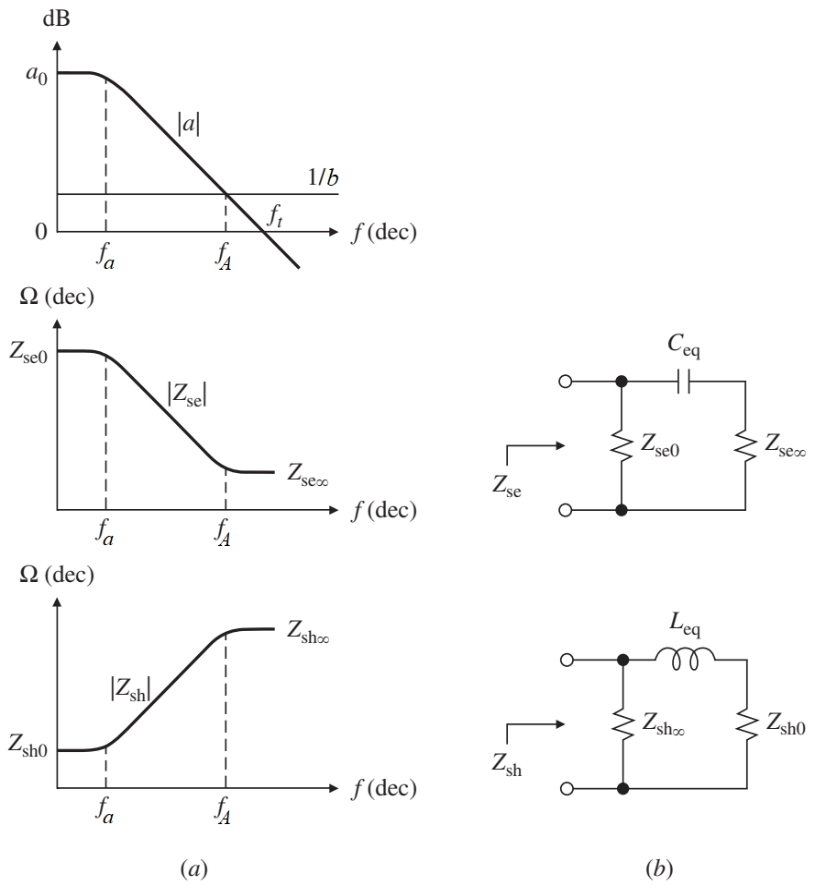 dB
a0
|a|
1/b
ft
0
f (dec)
fa
fA
Ω (dec)
Zse0
|Zse|
Zse∞
f (dec)
fa
fA
Ceq
Zse0
Zse∞
Zse
Ω (dec)
Zsh∞
|Zsh|
Zsh0
f (dec)
fa
fA
Leq
Zsh∞
Zsh0
Zsh
(a)
(b)